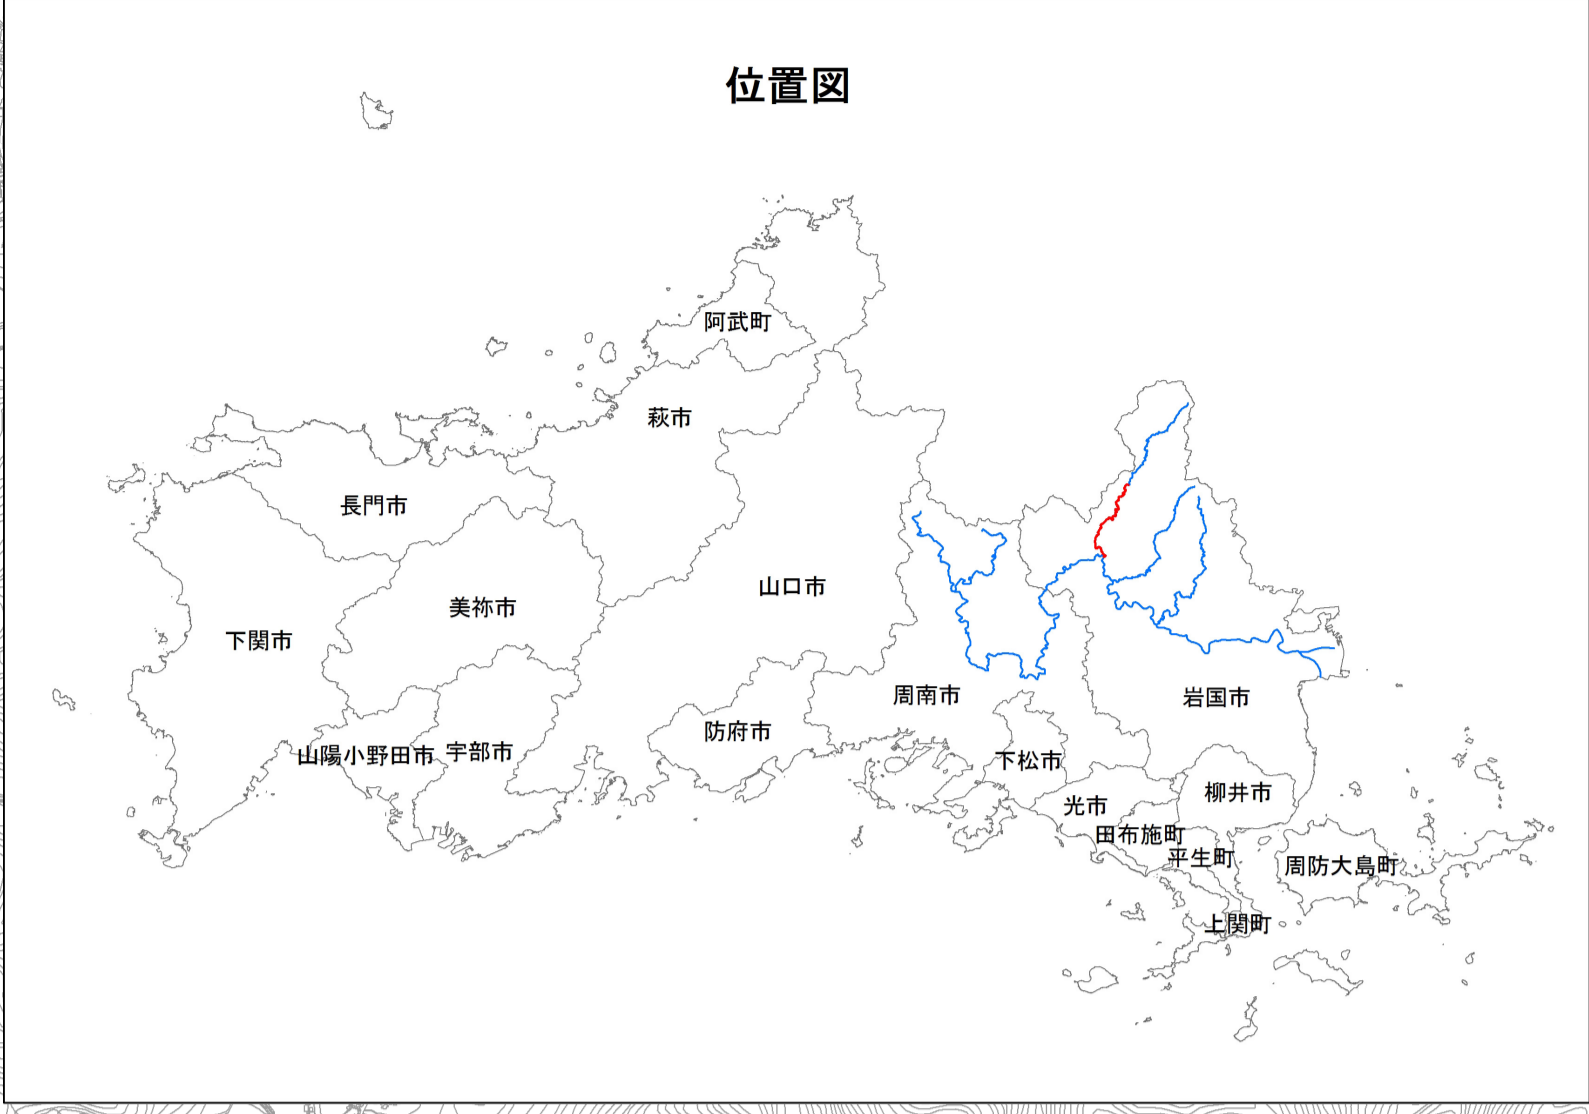 位置図
阿武町
萩市
長門市
山口市
美祢市
下関市
周南市
岩国市
防府市
山陽小野田市
宇部市
下松市
柳井市
光市
田布施町
平生町
周防大島町
上関町